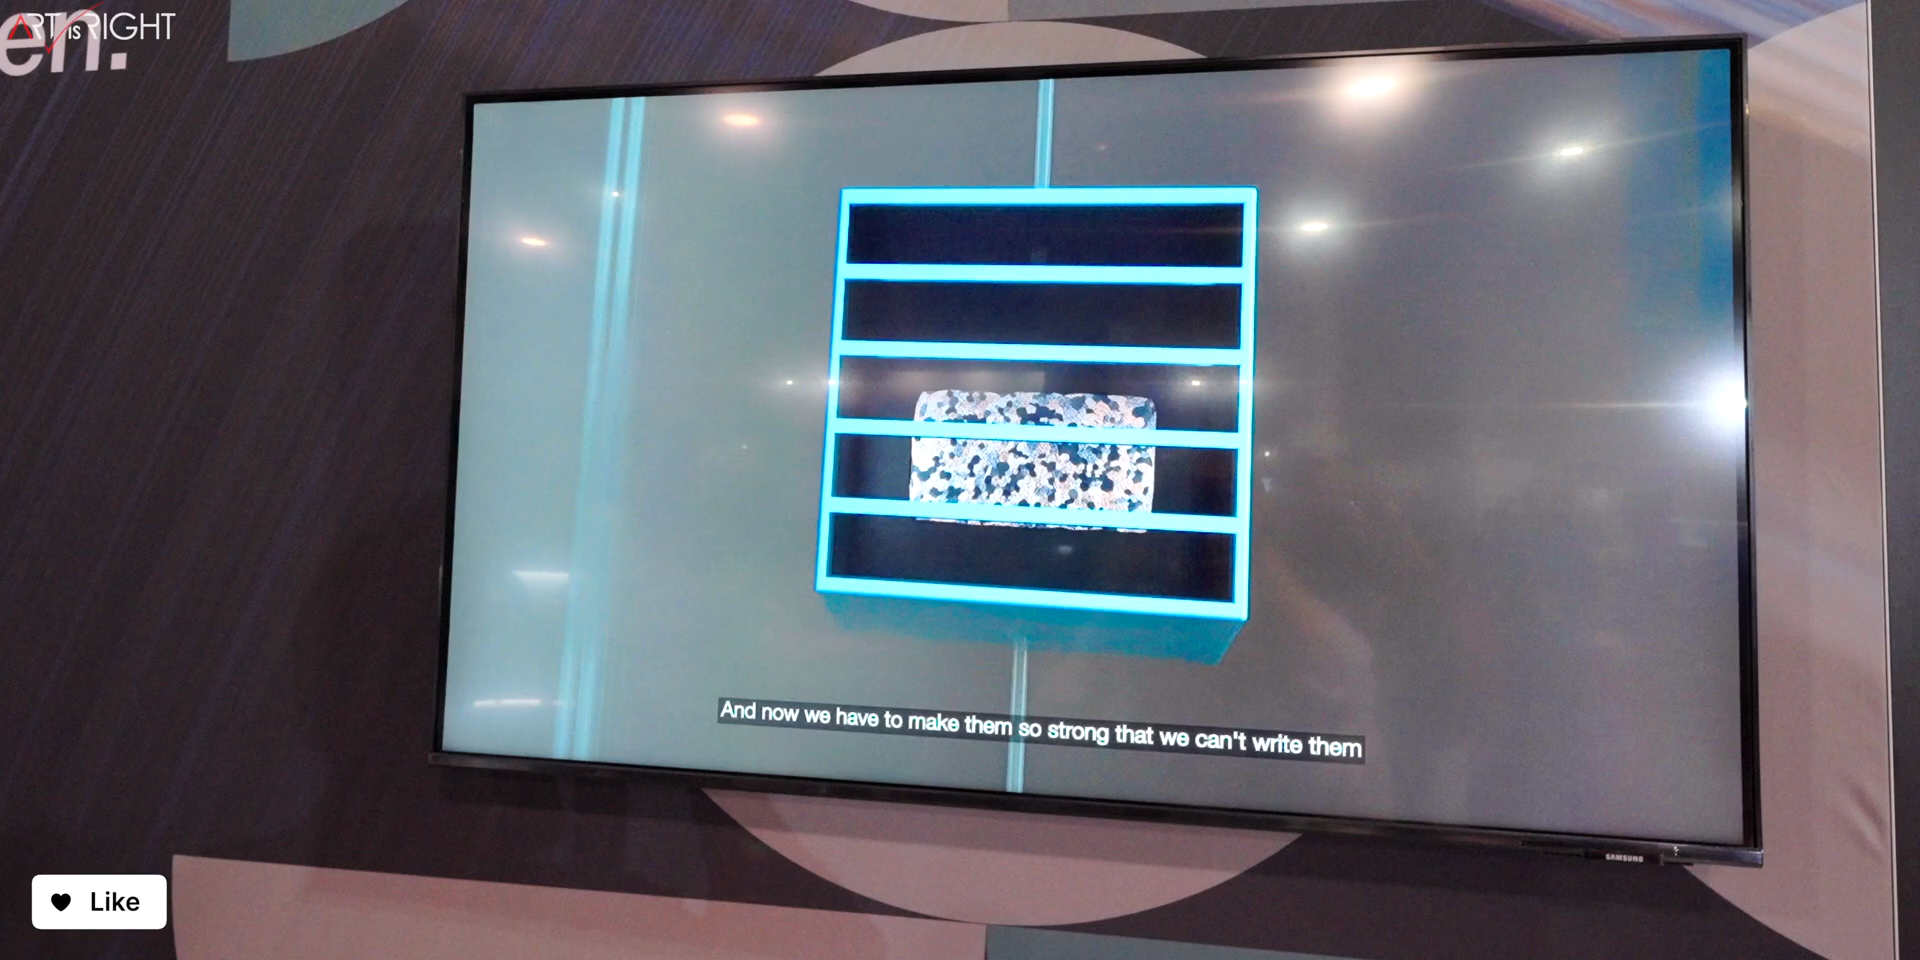 ART IS RIGHT
en.
And now we have to make them so strong that we can't write them
SAMSUNG
Like